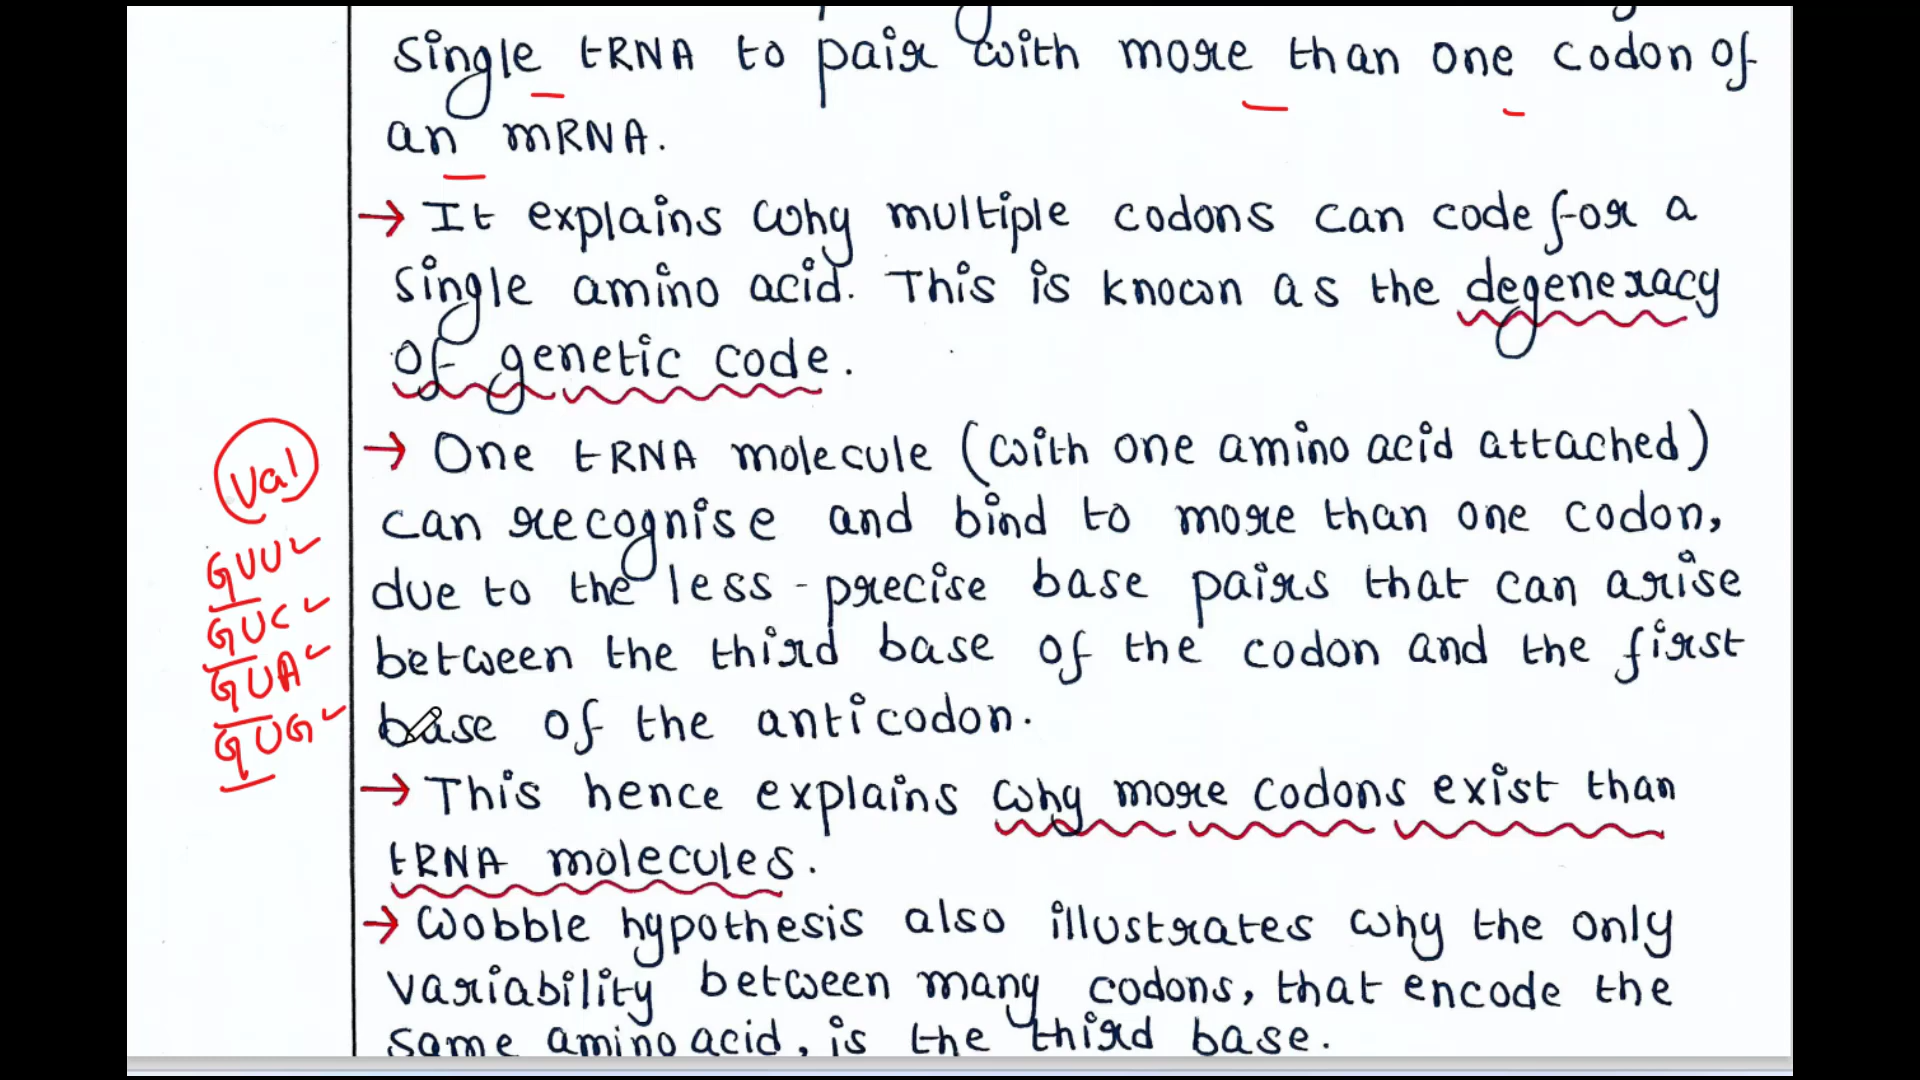 single tRNA to pair with more than one codon of
an mRNA.
→ It explains why multiple codons can code for a
single amino acid. This is known as the degeneracy
of genetic code.
→ One tRNA molecule (with one amino acid attached)
can recognise and bind to more than one codon,
due to the less-precise base pairs that can arise
between the third base of the codon and the first
base of the anticodon.
→ This hence explains why more codons exist than
tRNA molecules.
→ Wobble hypothesis also illustrates why the only
variability between many codons, that encode the
same amino acid, is the third base.
Val
GUU ✓
GUC ✓
GUA ✓
GUG ✓